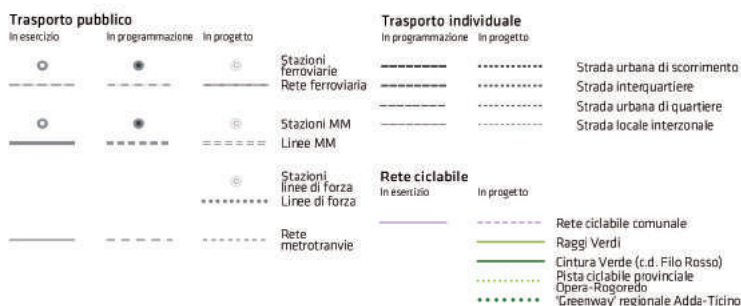 Trasporto pubblico
In esercizio In programmazione In progetto
Stazioni
ferroviarie
Rete ferroviaria
Stazioni MM
Linee MM
Stazioni
linee di forza
Linee di forza
Rete
metrotranvie
Trasporto individuale
In programmazione In progetto
Strada urbana di scorrimento
Strada interquartiere
Strada urbana di quartiere
Strada locale interzonale
Rete ciclabile
In esercizio In progetto
Rete ciclabile comunale
Raggi Verdi
Cintura Verde (c.d. Filo Rosso)
Pista ciclabile provinciale
Opera-Rogoredo
'Greenway' regionale Adda-Ticino